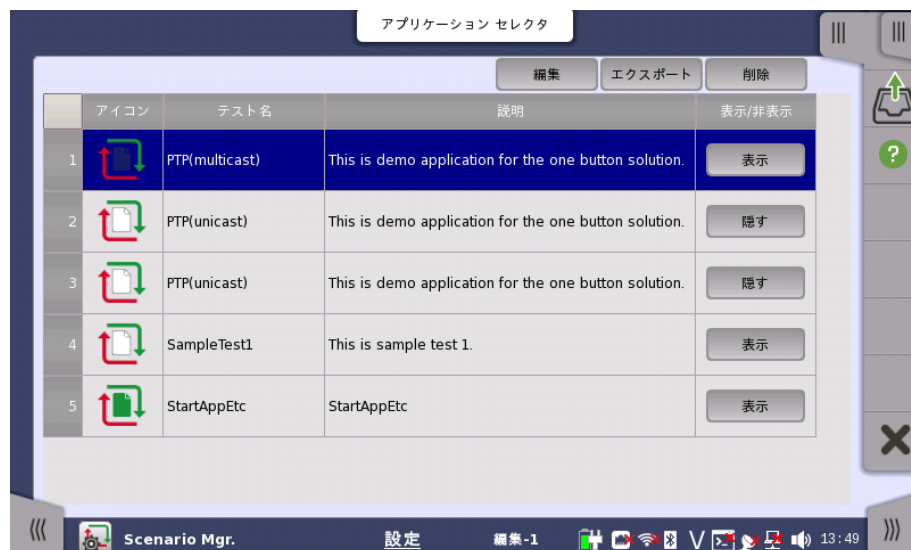 アプリケーション セレクタ
編集 エクスポート 削除
アイコン テスト名 説明 表示/非表示
1 PTP(multicast) This is demo application for the one button solution. 表示
2 PTP(unicast) This is demo application for the one button solution. 隠す
3 PTP(unicast) This is demo application for the one button solution. 隠す
4 SampleTest1 This is sample test 1. 表示
5 StartAppEtc StartAppEtc 表示
Scenario Mgr. 設定 編集-1 V 13:49